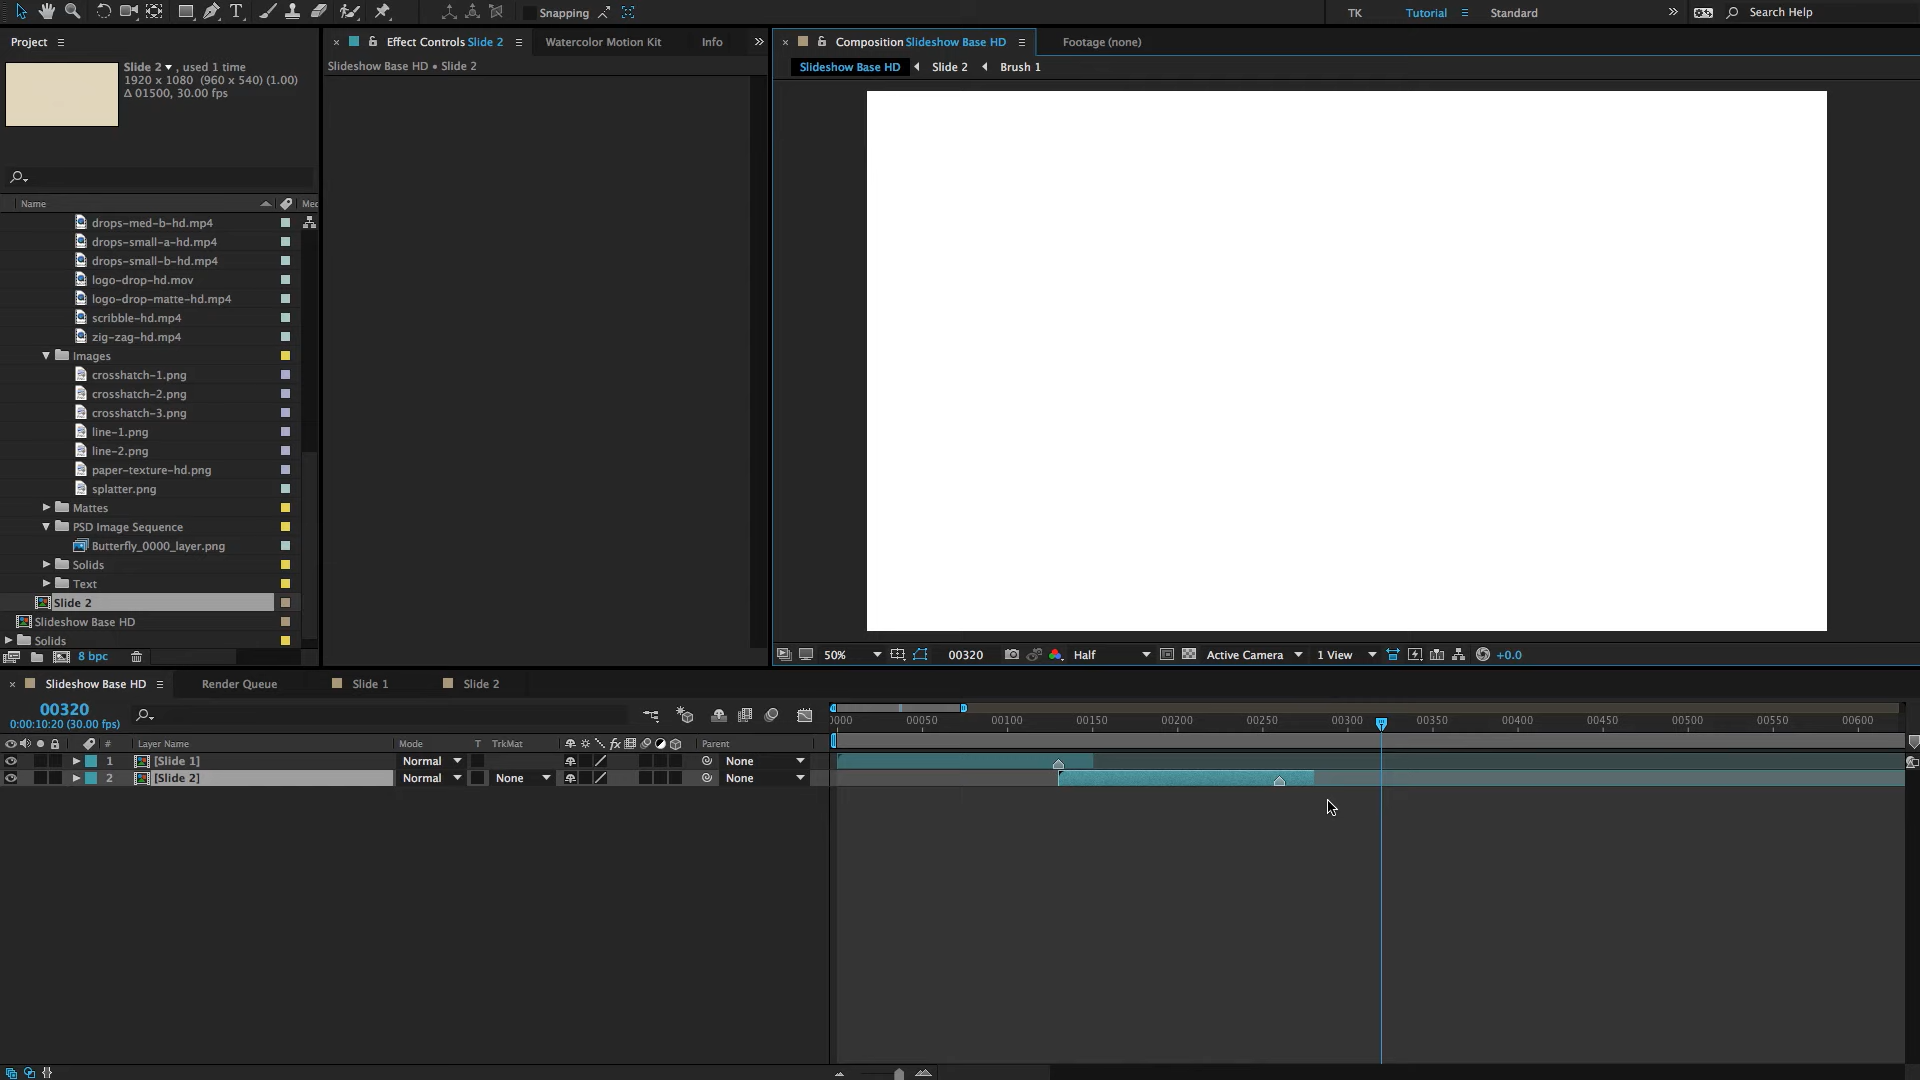 Snapping
TK
Tutorial
Standard
Search Help
Project
Effect Controls Slide 2
Watercolor Motion Kit
Info
Composition Slideshow Base HD
Footage (none)
Slide 2 , used 1 time
1920 x 1080 (960 x 540) (1.00)
Δ 01500, 30.00 fps
Slideshow Base HD • Slide 2
Slideshow Base HD
Slide 2
Brush 1
Name
Med
drops-med-b-hd.mp4
drops-small-a-hd.mp4
drops-small-b-hd.mp4
logo-drop-hd.mov
logo-drop-matte-hd.mp4
scribble-hd.mp4
zig-zag-hd.mp4
Images
crosshatch-1.png
crosshatch-2.png
crosshatch-3.png
line-1.png
line-2.png
paper-texture-hd.png
splatter.png
Mattes
PSD Image Sequence
Butterfly_0000_layer.png
Solids
Text
Slide 2
Slideshow Base HD
Solids
8 bpc
50%
00320
Half
Active Camera
1 View
+0.0
Slideshow Base HD
Render Queue
Slide 1
Slide 2
00320
0:00:10:20 (30.00 fps)
0000 00050 00100 00150 00200 00250 00300 00350 00400 00450 00500 00550 00600
# Layer Name Mode T TrkMat fx Parent
1 [Slide 1] Normal None
2 [Slide 2] Normal None None